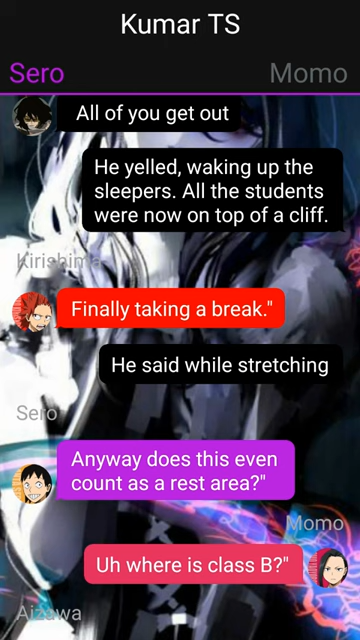 Kumar TS
Sero
Momo
All of you get out
He yelled, waking up the
sleepers. All the students
were now on top of a cliff.
Kirishima
Finally taking a break."
He said while stretching
Sero
Anyway does this even
count as a rest area?"
Momo
Uh where is class B?"
Aizawa